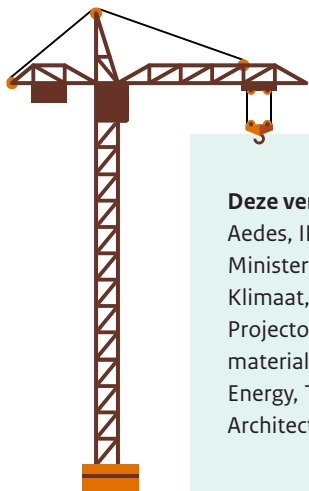 Deze ver
Aedes, I
Minister
Klimaat,
Projecto
material
Energy, T
Architect